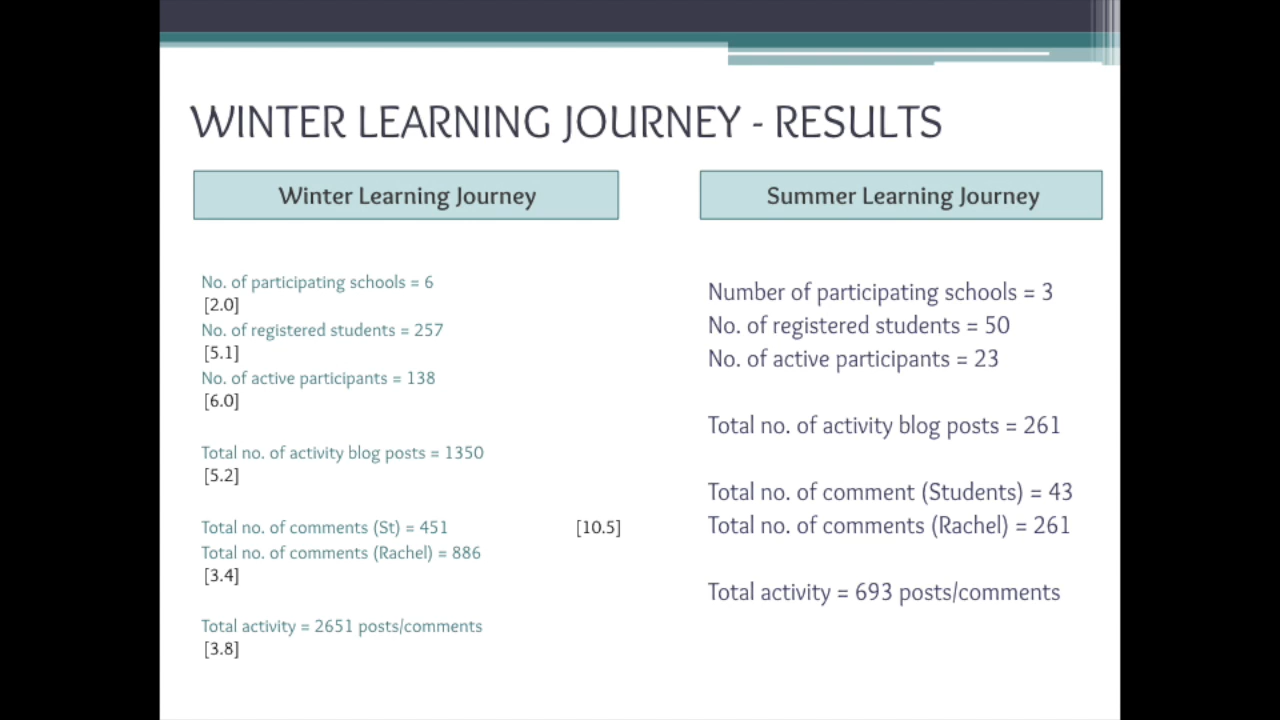 WINTER LEARNING JOURNEY - RESULTS
Winter Learning Journey
No. of participating schools = 6
[2.0]
No. of registered students = 257
[5.1]
No. of active participants = 138
[6.0]
Total no. of activity blog posts = 1350
[5.2]
Total no. of comments (St) = 451 [10.5]
Total no. of comments (Rachel) = 886
[3.4]
Total activity = 2651 posts/comments
[3.8]
Summer Learning Journey
Number of participating schools = 3
No. of registered students = 50
No. of active participants = 23
Total no. of activity blog posts = 261
Total no. of comment (Students) = 43
Total no. of comments (Rachel) = 261
Total activity = 693 posts/comments